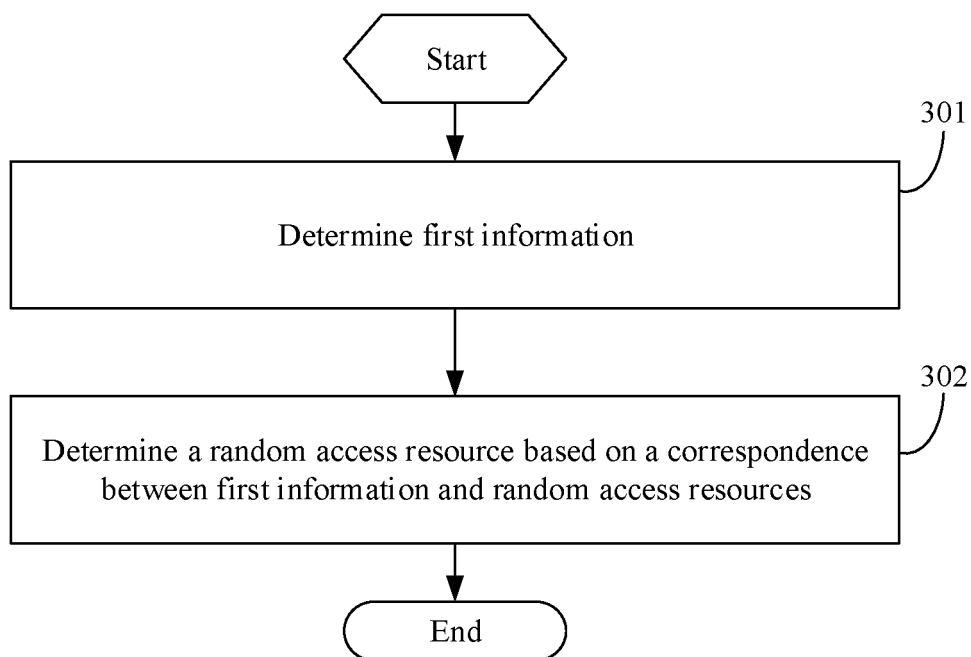 Start
301
Determine first information
302
Determine a random access resource based on a correspondence
between first information and random access resources
End